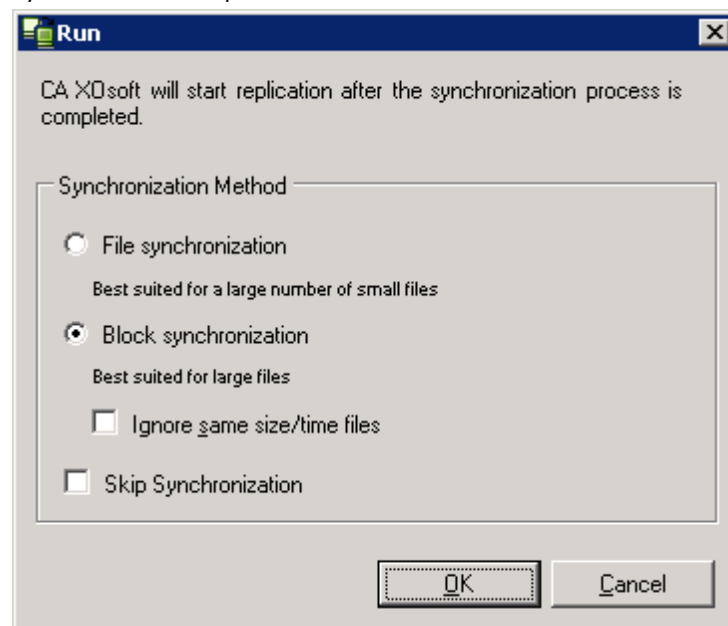 Run
CA XOsoft will start replication after the synchronization process is
completed.
Synchronization Method
File synchronization
Best suited for a large number of small files
Block synchronization
Best suited for large files
Ignore same size/time files
Skip Synchronization
OK Cancel